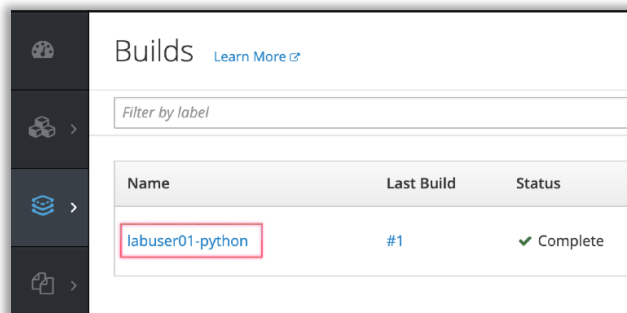 Builds Learn More
Filter by label
Name Last Build Status
labuser01-python #1 Complete